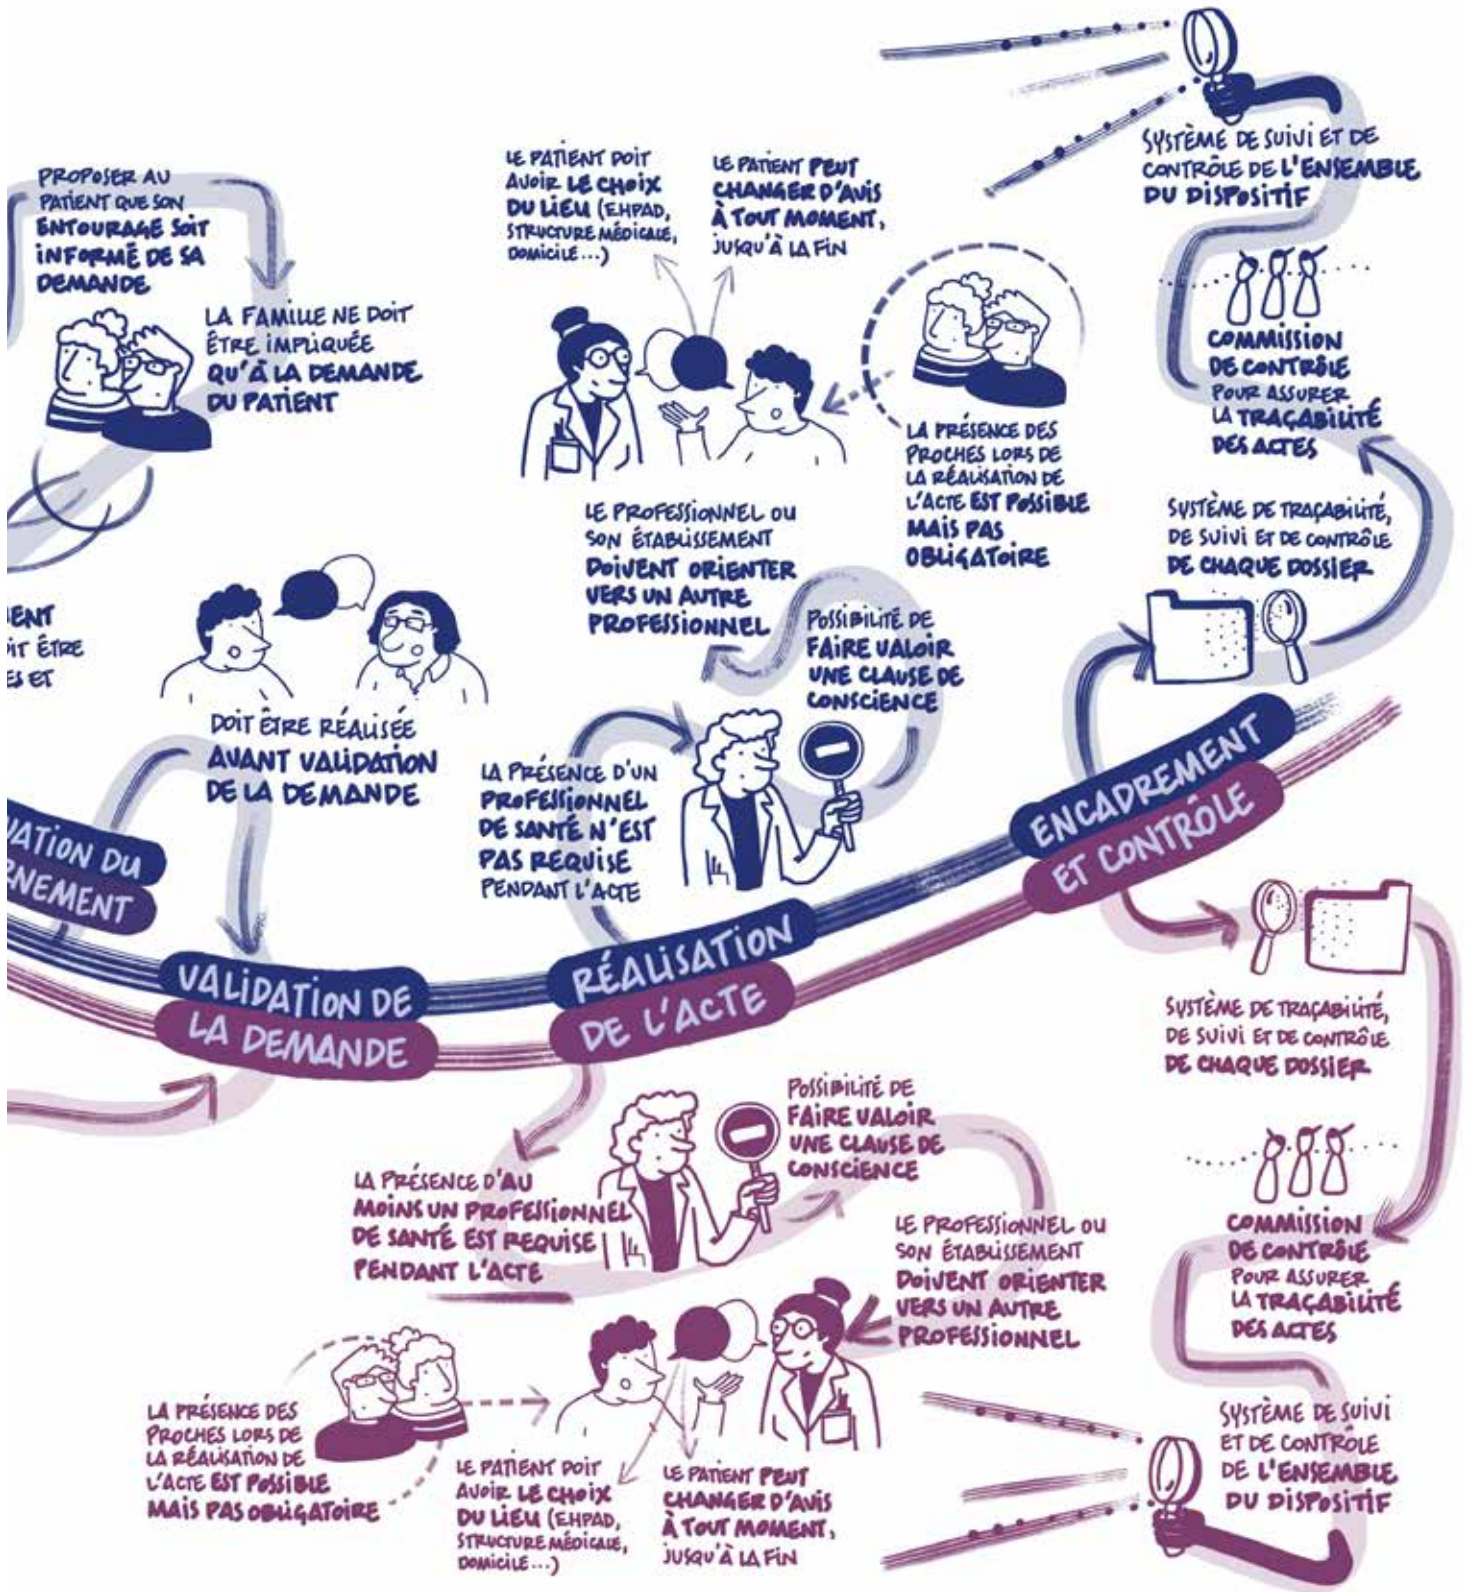 PROPOSER AU
PATIENT QUE SON
ENTOURAGE SOIT
INFORMÉ DE SA
DEMANDE
LA FAMILLE NE DOIT
ÊTRE IMPLIQUÉE
QU'À LA DEMANDE
DU PATIENT
LE PATIENT DOIT
AVOIR LE CHOIX
DU LIEU (EHPAD,
STRUCTURE MÉDICALE,
DOMICILE...)
LE PATIENT PEUT
CHANGER D'AVIS
À TOUT MOMENT,
JUSQU'À LA FIN
LA PRÉSENCE DES
PROCHES LORS DE
LA RÉALISATION DE
L'ACTE EST POSSIBLE
MAIS PAS
OBLIGATOIRE
SYSTÈME DE SUIVI ET DE
CONTRÔLE DE L'ENSEMBLE
DU DISPOSITIF
COMMISSION
DE CONTRÔLE
POUR ASSURER
LA TRAÇABILITÉ
DES ACTES
SYSTÈME DE TRAÇABILITÉ,
DE SUIVI ET DE CONTRÔLE
DE CHAQUE DOSSIER
ENT
IT ÊTRE
ES ET
DOIT ÊTRE RÉALISÉE
AVANT VALIDATION
DE LA DEMANDE
LE PROFESSIONNEL OU
SON ÉTABLISSEMENT
DOIVENT ORIENTER
VERS UN AUTRE
PROFESSIONNEL
POSSIBILITÉ DE
FAIRE VALOIR
UNE CLAUSE DE
CONSCIENCE
LA PRÉSENCE D'UN
PROFESSIONNEL
DE SANTÉ N'EST
PAS REQUISE
PENDANT L'ACTE
UATION DU
RNEMENT
VALIDATION DE
LA DEMANDE
RÉALISATION
DE L'ACTE
ENCADREMENT
ET CONTRÔLE
LA PRÉSENCE D'AU
MOINS UN PROFESSIONNEL
DE SANTÉ EST REQUISE
PENDANT L'ACTE
POSSIBILITÉ DE
FAIRE VALOIR
UNE CLAUSE DE
CONSCIENCE
LE PROFESSIONNEL OU
SON ÉTABLISSEMENT
DOIVENT ORIENTER
VERS UN AUTRE
PROFESSIONNEL
LA PRÉSENCE DES
PROCHES LORS DE
LA RÉALISATION DE
L'ACTE EST POSSIBLE
MAIS PAS OBLIGATOIRE
LE PATIENT DOIT
AVOIR LE CHOIX
DU LIEU (EHPAD,
STRUCTURE MÉDICALE,
DOMICILE...)
LE PATIENT PEUT
CHANGER D'AVIS
À TOUT MOMENT,
JUSQU'À LA FIN
SYSTÈME DE TRAÇABILITÉ,
DE SUIVI ET DE CONTRÔLE
DE CHAQUE DOSSIER
COMMISSION
DE CONTRÔLE
POUR ASSURER
LA TRAÇABILITÉ
DES ACTES
SYSTÈME DE SUIVI
ET DE CONTRÔLE
DE L'ENSEMBLE
DU DISPOSITIF